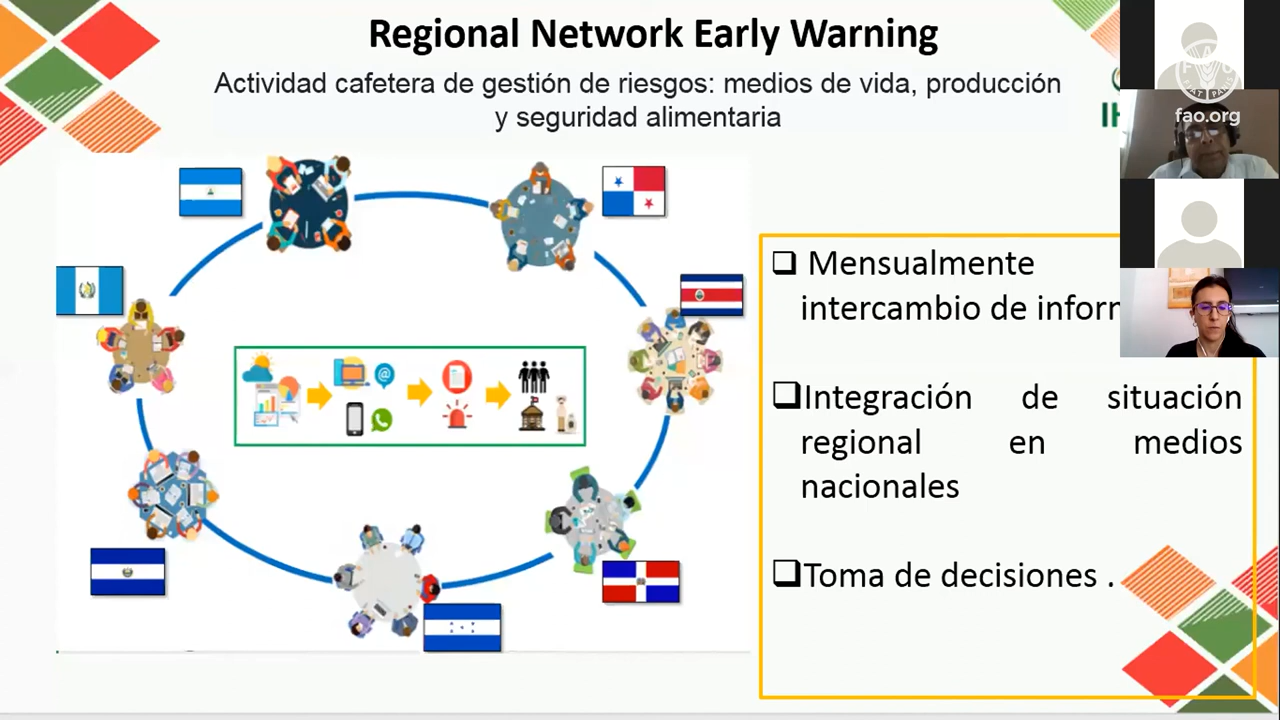 Regional Network Early Warning
Actividad cafetera de gestión de riesgos: medios de vida, producción
y seguridad alimentaria
fao.org
❑ Mensualmente
intercambio de
❑Integración de situación
regional en medios
nacionales
❑Toma de decisiones .